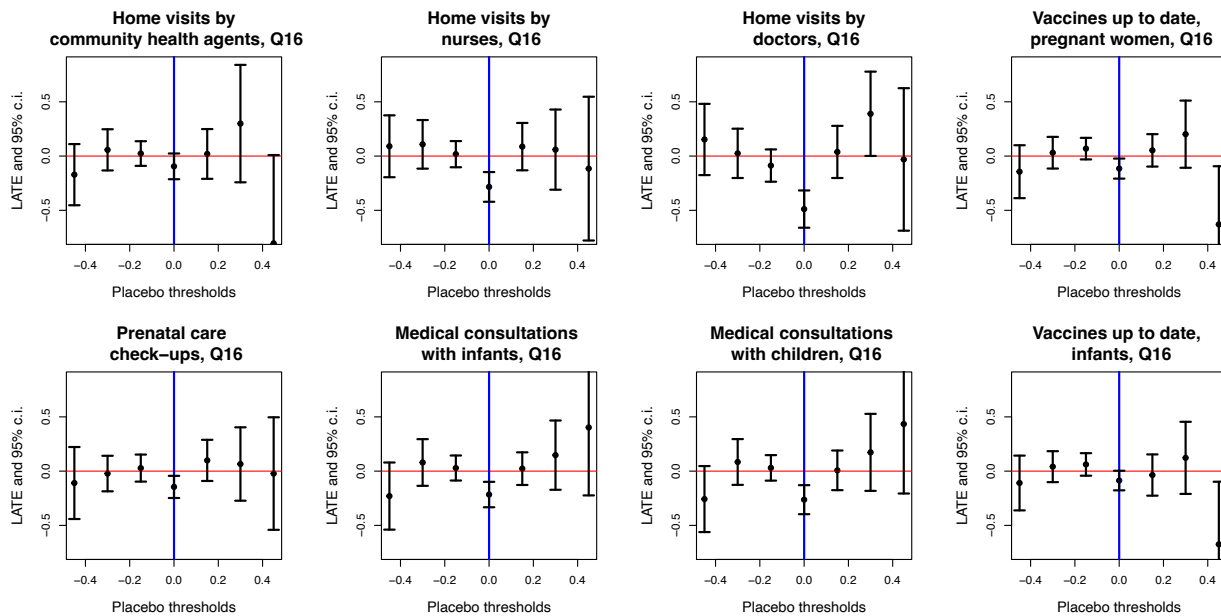 Home visits by
community health agents, Q16
Home visits by
nurses, Q16
Home visits by
doctors, Q16
Vaccines up to date,
pregnant women, Q16
LATE and 95% c.i.
0.5
0.0
−0.5
−0.4 −0.2 0.0 0.2 0.4
Placebo thresholds
LATE and 95% c.i.
0.5
0.0
−0.5
−0.4 −0.2 0.0 0.2 0.4
Placebo thresholds
LATE and 95% c.i.
0.5
0.0
−0.5
−0.4 −0.2 0.0 0.2 0.4
Placebo thresholds
LATE and 95% c.i.
0.5
0.0
−0.5
−0.4 −0.2 0.0 0.2 0.4
Placebo thresholds
Prenatal care
check−ups, Q16
Medical consultations
with infants, Q16
Medical consultations
with children, Q16
Vaccines up to date,
infants, Q16
LATE and 95% c.i.
0.5
0.0
−0.5
−0.4 −0.2 0.0 0.2 0.4
Placebo thresholds
LATE and 95% c.i.
0.5
0.0
−0.5
−0.4 −0.2 0.0 0.2 0.4
Placebo thresholds
LATE and 95% c.i.
0.5
0.0
−0.5
−0.4 −0.2 0.0 0.2 0.4
Placebo thresholds
LATE and 95% c.i.
0.5
0.0
−0.5
−0.4 −0.2 0.0 0.2 0.4
Placebo thresholds